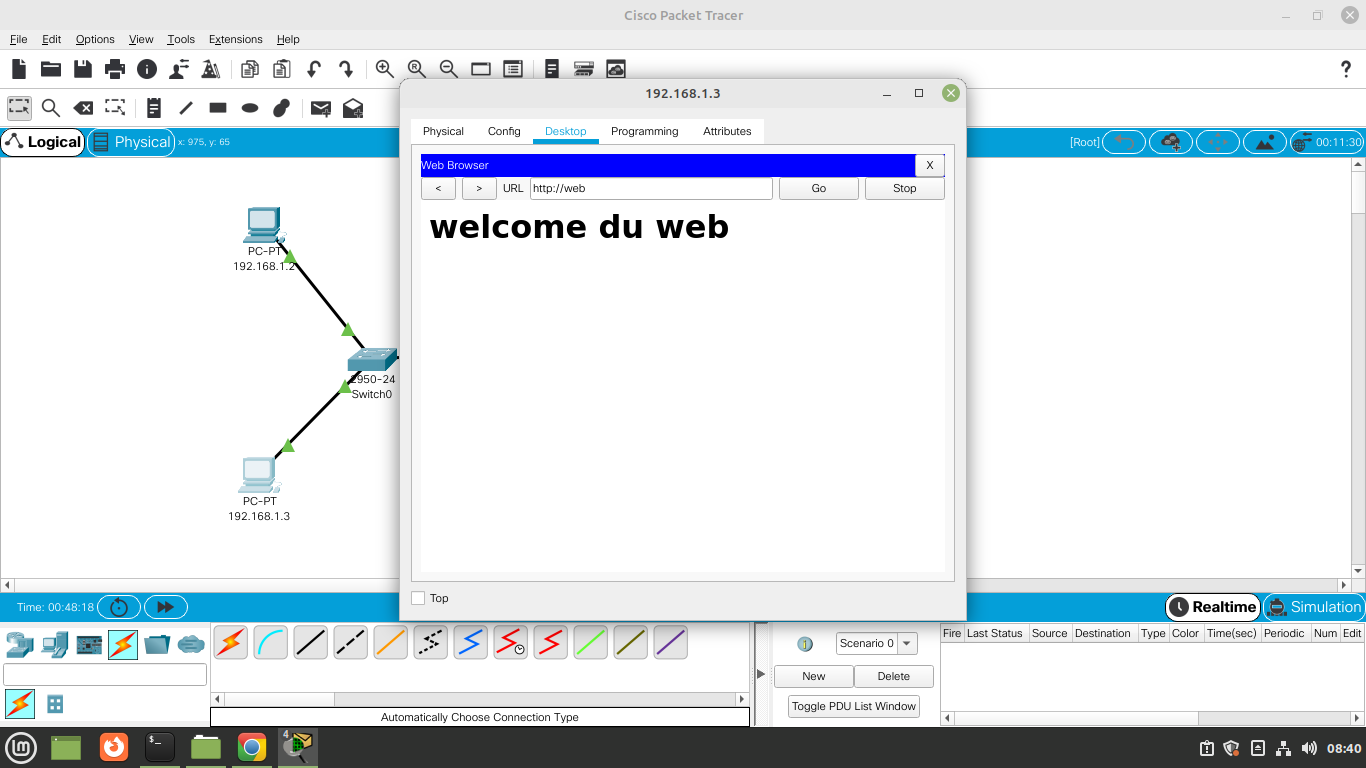 Cisco Packet Tracer
File Edit Options View Tools Extensions Help
192.168.1.3
Physical Config Desktop Programming Attributes
Logical Physical x: 975, y: 65
[Root] 00:11:30
Web Browser X
< > URL http://web Go Stop
welcome du web
PC-PT
192.168.1.2
2950-24
Switch0
PC-PT
192.168.1.3
Top
Time: 00:48:18
Realtime Simulation
Scenario 0
New Delete
Toggle PDU List Window
Fire Last Status Source Destination Type Color Time(sec) Periodic Num Edit
Automatically Choose Connection Type
4
08:40